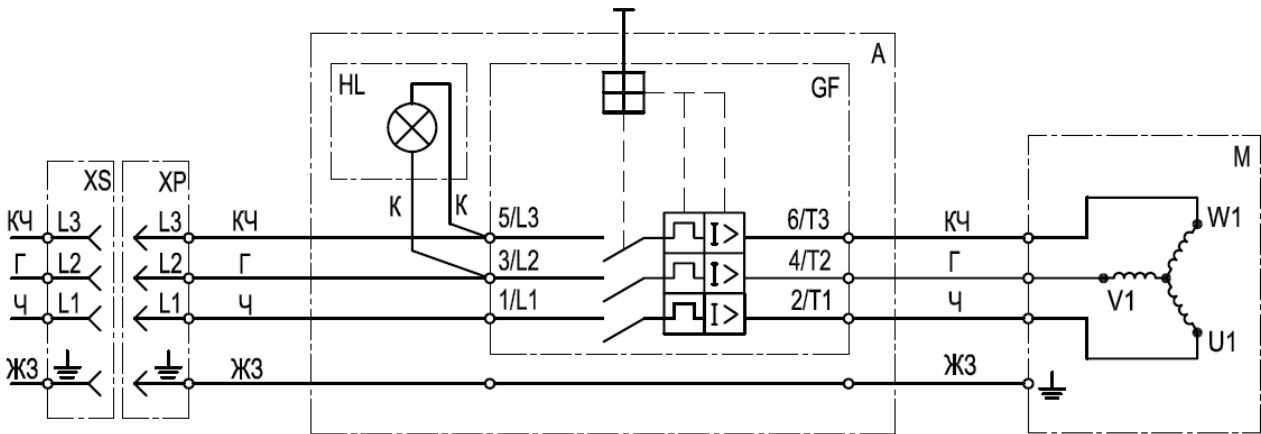 A
HL
GF
M
XS
XP
W1
К
К
КЧ
L3
L3
КЧ
5/L3
I>
6/T3
КЧ
Г
L2
L2
Г
3/L2
I>
4/T2
Г
V1
Ч
L1
L1
Ч
1/L1
I>
2/T1
Ч
U1
ЖЗ
ЖЗ
ЖЗ